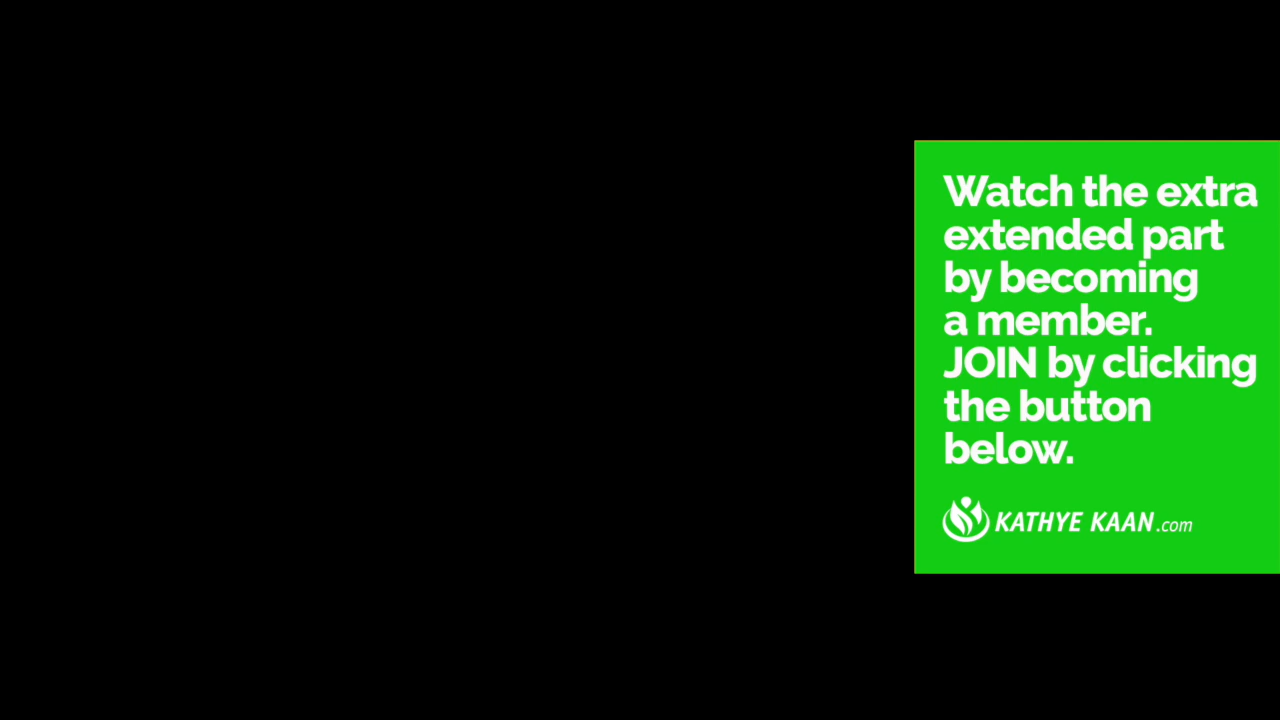 Watch the extra
extended part
by becoming
a member.
JOIN by clicking
the button
below.
KATHYE KAAN.com